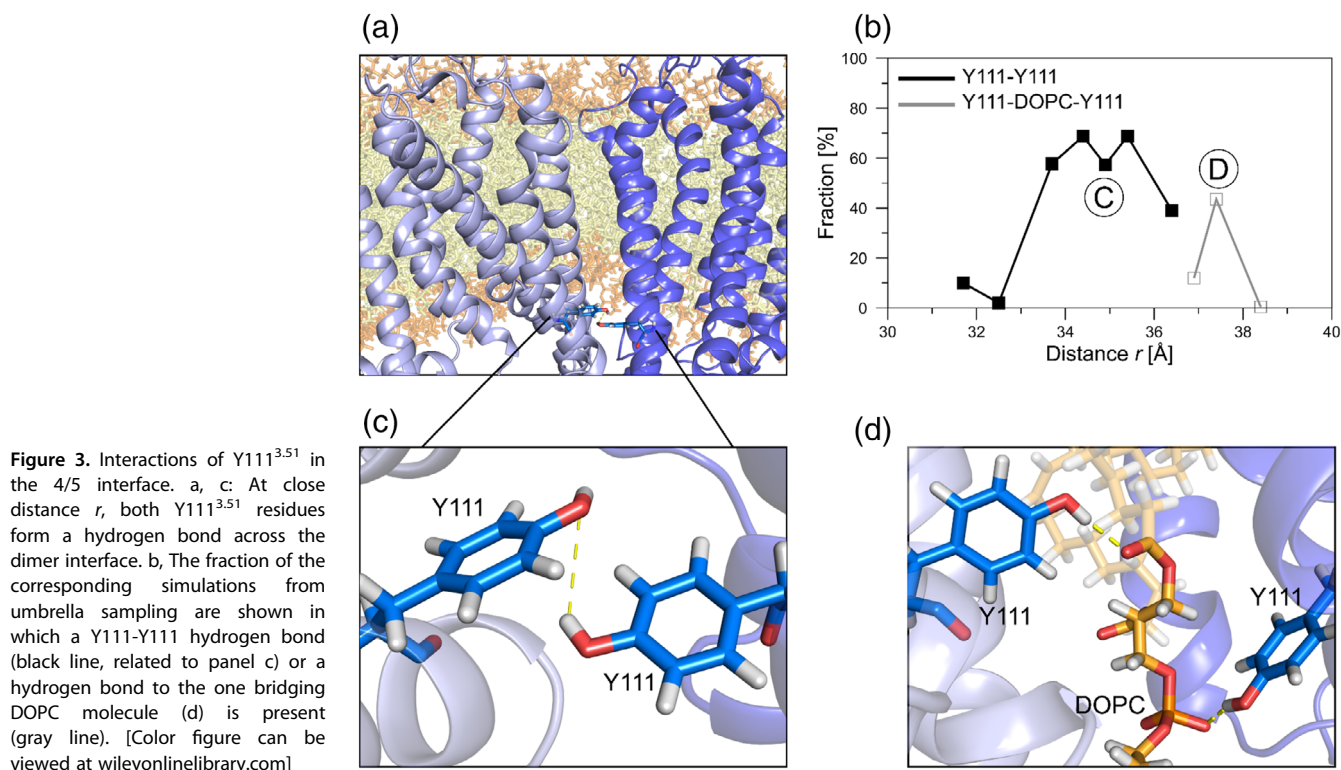 (a)
(b)
100
80
60
40
20
0
Fraction [%]
Y111-Y111
Y111-DOPC-Y111
C
D
30 32 34 36 38 40
Distance r [Å]
(c)
Y111
Y111
(d)
Y111
Y111
DOPC
Figure 3. Interactions of Y111^3.51 in
the 4/5 interface. a, c: At close
distance r, both Y111^3.51 residues
form a hydrogen bond across the
dimer interface. b, The fraction of the
corresponding simulations from
umbrella sampling are shown in
which a Y111-Y111 hydrogen bond
(black line, related to panel c) or a
hydrogen bond to the one bridging
DOPC molecule (d) is present
(gray line). [Color figure can be
viewed at wileyonlinelibrary.com]